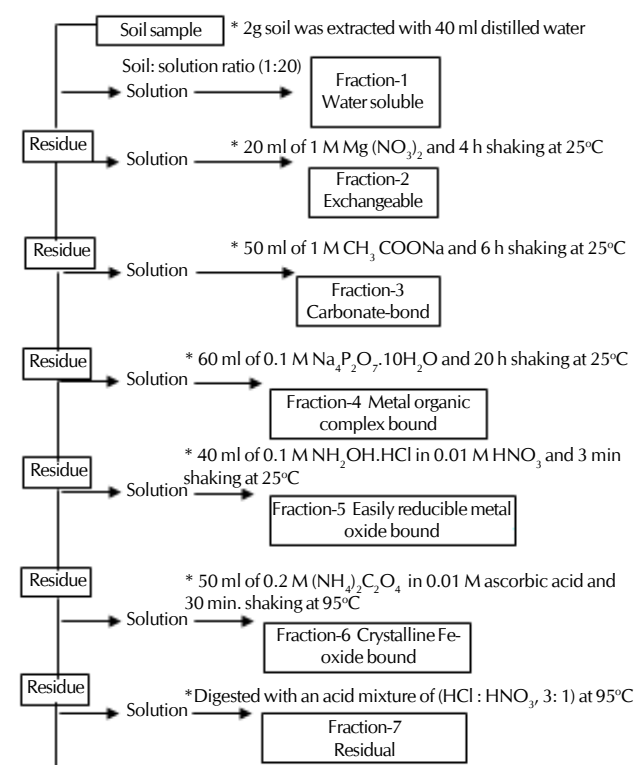 Soil sample * 2g soil was extracted with 40 ml distilled water
Soil: solution ratio (1:20)
Solution
Fraction-1
Water soluble
Residue
* 20 ml of 1 M Mg (NO₃)₂ and 4 h shaking at 25°C
Solution
Fraction-2
Exchangeable
Residue
* 50 ml of 1 M CH₃ COONa and 6 h shaking at 25°C
Solution
Fraction-3
Carbonate-bond
Residue
* 60 ml of 0.1 M Na₄P₂O₇.10H₂O and 20 h shaking at 25°C
Solution
Fraction-4 Metal organic
complex bound
Residue
* 40 ml of 0.1 M NH₂OH.HCl in 0.01 M HNO₃ and 3 min
shaking at 25°C
Solution
Fraction-5 Easily reducible metal
oxide bound
Residue
* 50 ml of 0.2 M (NH₄)₂C₂O₄ in 0.01 M ascorbic acid and
30 min. shaking at 95°C
Solution
Fraction-6 Crystalline Fe-
oxide bound
Residue
*Digested with an acid mixture of (HCl : HNO₃, 3: 1) at 95°C
Solution
Fraction-7
Residual